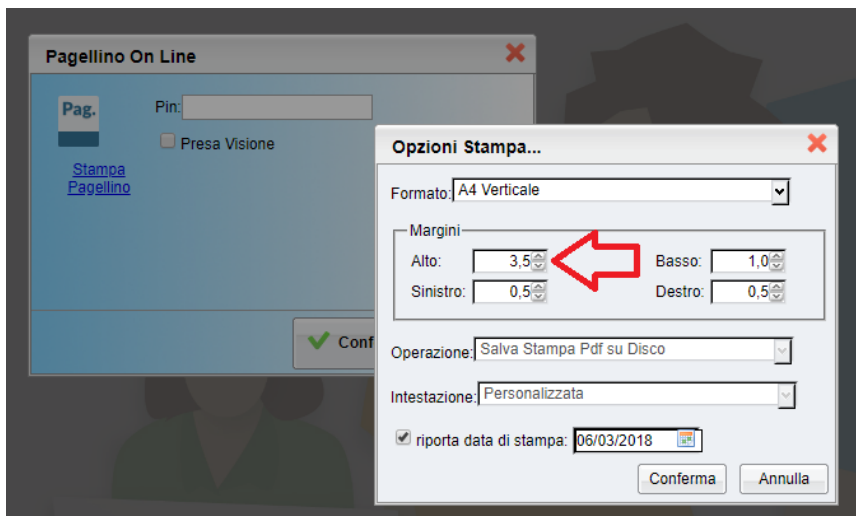 Pagellino On Line
Pag.
Pin:
Presa Visione
Stampa
Pagellino
Conf
Opzioni Stampa...
Formato: A4 Verticale
Margini
Alto: 3,5 Basso: 1,0
Sinistro: 0,5 Destro: 0,5
Operazione: Salva Stampa Pdf su Disco
Intestazione: Personalizzata
riporta data di stampa: 06/03/2018
Conferma Annulla